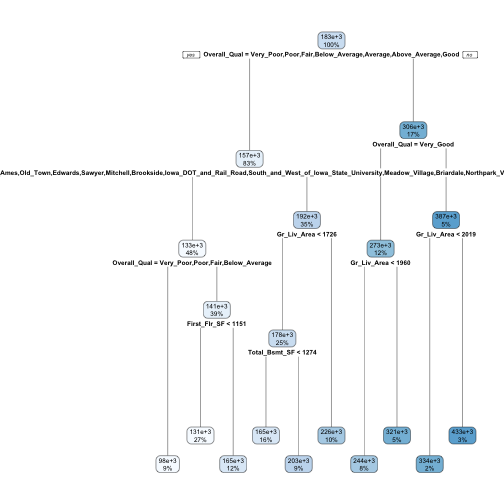 183e+3
100%
yes Overall_Qual = Very_Poor,Poor,Fair,Below_Average,Average,Above_Average,Good no
306e+3
17%
Overall_Qual = Very_Good
157e+3
83%
Ames,Old_Town,Edwards,Sawyer,Mitchell,Brookside,Iowa_DOT_and_Rail_Road,South_and_West_of_Iowa_State_University,Meadow_Village,Briardale,Northpark_V
192e+3
35%
Gr_Liv_Area < 1726
387e+3
5%
Gr_Liv_Area < 2019
133e+3
48%
Overall_Qual = Very_Poor,Poor,Fair,Below_Average
273e+3
12%
Gr_Liv_Area < 1960
141e+3
39%
First_Flr_SF < 1151
178e+3
25%
Total_Bsmt_SF < 1274
131e+3
27%
165e+3
16%
226e+3
10%
321e+3
5%
433e+3
3%
98e+3
9%
165e+3
12%
203e+3
9%
244e+3
8%
334e+3
2%